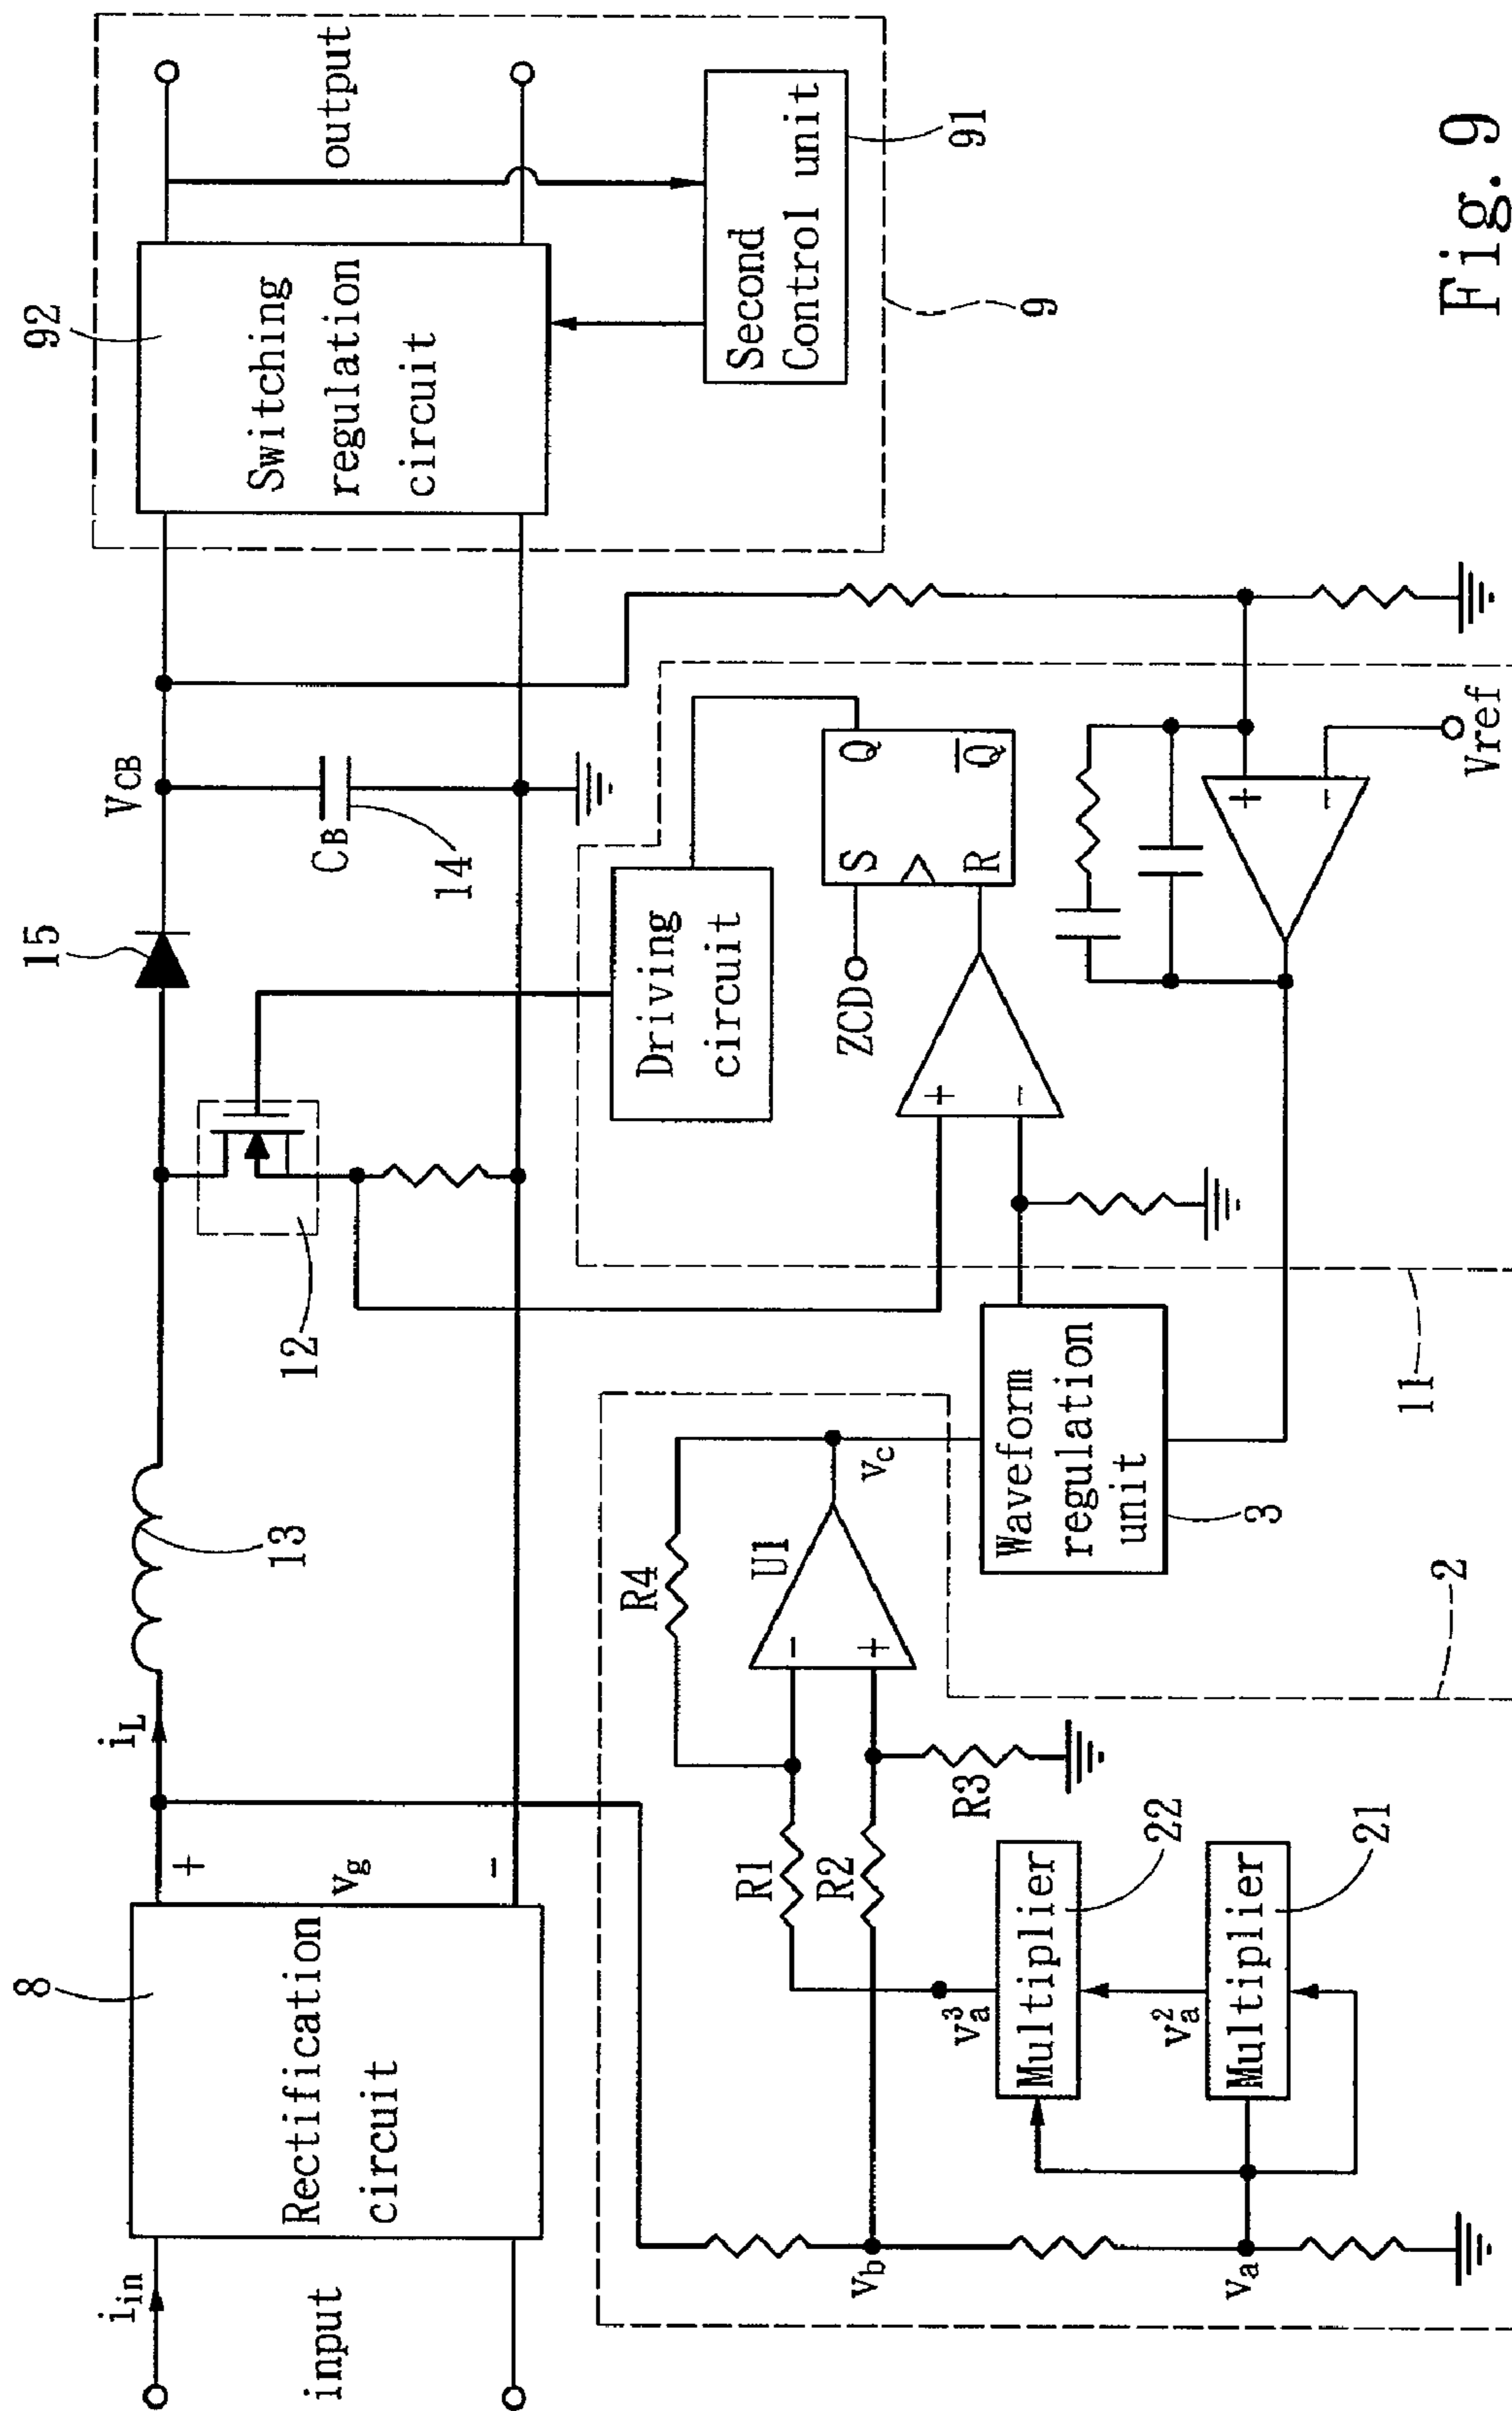 input
i_in
8
Rectification
circuit
+
v_g
-
i_L
13
12
15
V_CB
C_B
14
92
Switching
regulation
circuit
output
Second
Control unit
91
9
Driving
circuit
ZCD
S
Q
R
Q̅
+
-
+
-
Vref
11
v_b
v_a
R1
R2
R3
R4
-
+
U1
v_c
v_a^3
Multiplier
22
v_a^2
Multiplier
21
Waveform
regulation
unit
3
2
Fig. 9